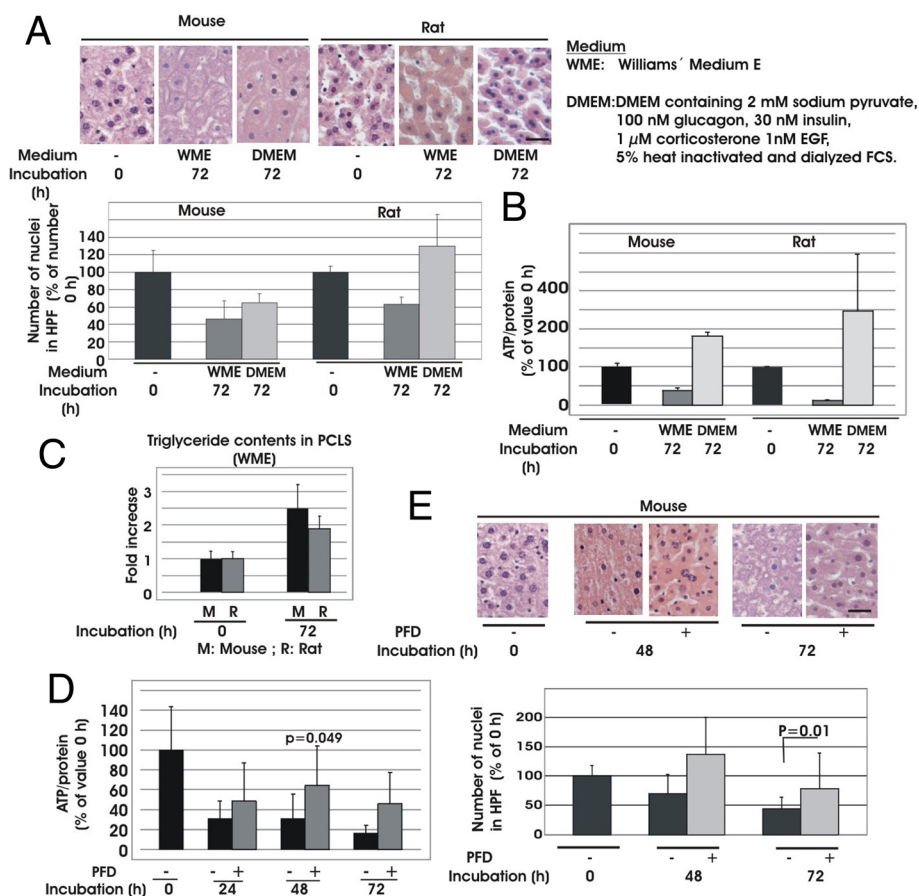 A
Mouse
Rat
Medium
WME: Williams´ Medium E
DMEM:DMEM containing 2 mM sodium pyruvate,
100 nM glucagon, 30 nM insulin,
1 µM corticosterone 1nM EGF,
5% heat inactivated and dialyzed FCS.
Medium - WME DMEM - WME DMEM
Incubation 0 72 72 0 72 72
(h)
Number of nuclei
in HPF (% of number
0 h)
Mouse Rat
140
120
100
80
60
40
20
0
Medium - WME DMEM - WME DMEM
Incubation 0 72 72 0 72 72
(h)
B
Mouse Rat
ATP/protein
(% of value 0 h)
400
200
100
0
Medium - WME DMEM - WME DMEM
Incubation 0 72 72 0 72 72
(h)
C
Triglyceride contents in PCLS
(WME)
Fold increase
3
2
1
0
M R M R
Incubation (h) 0 72
M: Mouse ; R: Rat
E
Mouse
PFD - - + - +
Incubation (h) 0 48 72
D
ATP/protein
(% of value 0 h)
140
120
100
80
60
40
20
0
p=0.049
PFD - - + - + - +
Incubation (h) 0 24 48 72
Number of nuclei
in HPF (% of 0 h)
200
150
100
50
0
P=0.01
PFD - - + - +
Incubation (h) 0 48 72